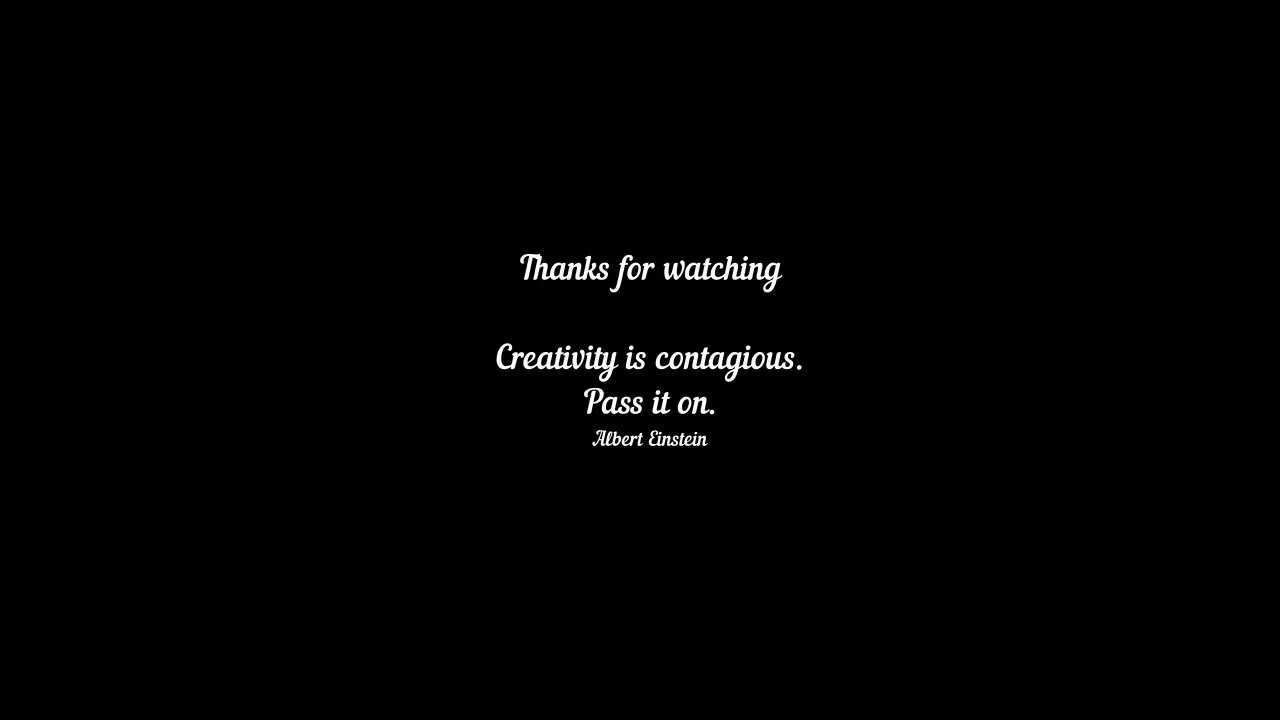 Thanks for watching
Creativity is contagious.
Pass it on.
Albert Einstein